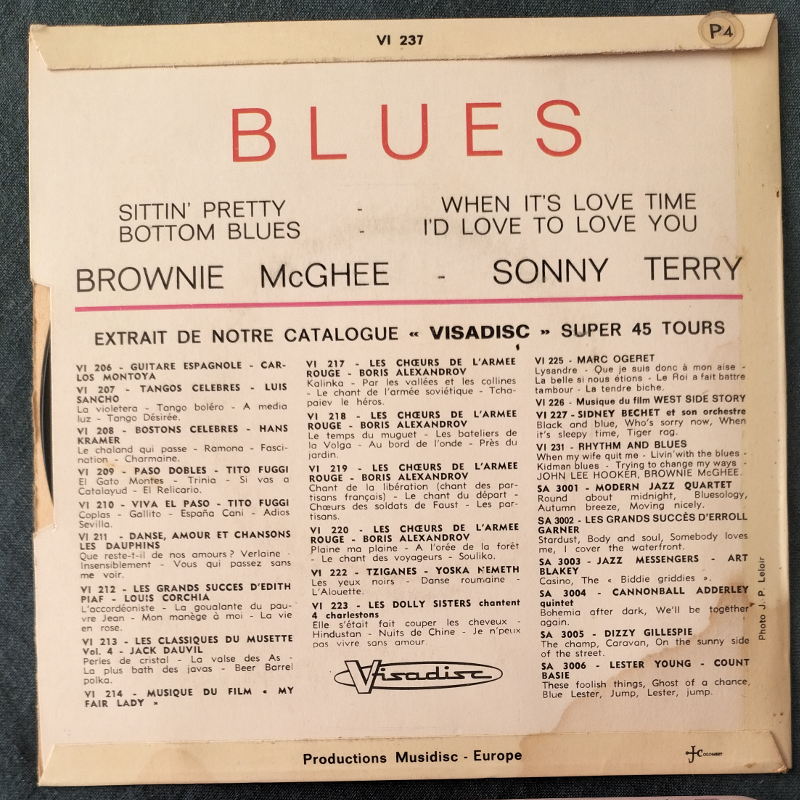 VI 237
P4
BLUES
SITTIN' PRETTY - WHEN IT'S LOVE TIME
BOTTOM BLUES - I'D LOVE TO LOVE YOU
BROWNIE McGHEE - SONNY TERRY
EXTRAIT DE NOTRE CATALOGUE « VISADISC » SUPER 45 TOURS
VI 206 - GUITARE ESPAGNOLE - CAR-
LOS MONTOYA
VI 207 - TANGOS CELEBRES - LUIS
SANCHO
La violetera - Tango boléro - A media
luz - Tango Désirée.
VI 208 - BOSTONS CELEBRES - HANS
KRAMER
Le chaland qui passe - Ramona - Fasci-
nation - Charmaine.
VI 209 - PASO DOBLES - TITO FUGGI
El Gato Montes - Trinia - Si vas a
Catalayud - El Relicario.
VI 210 - VIVA EL PASO - TITO FUGGI
Coplas - Gallito - España Cani - Adios
Sevilla.
VI 211 - DANSE, AMOUR ET CHANSONS
LES DAUPHINS
Que reste-t-il de nos amours? Verlaine -
Insensiblement - Vous qui passez sans
me voir.
VI 212 - LES GRANDS SUCCES D'EDITH
PIAF - LOUIS CORCHIA
L'accordéoniste - La goualante du pau-
vre Jean - Mon manège à moi - La vie
en rose.
VI 213 - LES CLASSIQUES DU MUSETTE
Vol. 4 - JACK DAUVIL
Perles de cristal - La valse des As -
La plus bath des javas - Beer Barrel
polka.
VI 214 - MUSIQUE DU FILM « MY
FAIR LADY »
VI 217 - LES CHŒURS DE L'ARMEE
ROUGE - BORIS ALEXANDROV
Kalinka - Par les vallées et les collines
- Le chant de l'armée soviétique - Tcha-
paiev le héros.
VI 218 - LES CHŒURS DE L'ARMEE
ROUGE - BORIS ALEXANDROV
Le temps du muguet - Les bateliers de
la Volga - Au bord de l'onde - Près du
jardin.
VI 219 - LES CHŒURS DE L'ARMEE
ROUGE - BORIS ALEXANDROV
Chant de la libération (chant des par-
tisans français) - Le chant du départ -
Chœurs des soldats de Faust - Les par-
tisans.
VI 220 - LES CHŒURS DE L'ARMEE
ROUGE - BORIS ALEXANDROV
Plaine ma plaine - A l'orée de la forêt
- Le chant des voyageurs - Souliko.
VI 222 - TZIGANES - YOSKA NEMETH
Les yeux noirs - Danse roumaine -
L'Alouette.
VI 223 - LES DOLLY SISTERS chantent
4 charlestons
Elle s'était fait couper les cheveux -
Hindustan - Nuits de Chine - Je n'peux
pas vivre sans amour.
Visadisc
VI 225 - MARC OGERET
Lysandre - Que je suis donc à mon aise -
La belle si nous étions - Le Roi a fait battre
tambour - La tendre biche.
VI 226 - Musique du film WEST SIDE STORY
VI 227 - SIDNEY BECHET et son orchestre
Black and blue, Who's sorry now, When
it's sleepy time, Tiger rag.
VI 231 - RHYTHM AND BLUES
When my wife quit me - Livin' with the blues -
Kidman blues - Trying to change my ways -
JOHN LEE HOOKER, BROWNIE McGHEE.
SA 3001 - MODERN JAZZ QUARTET
Round about midnight, Bluesology,
Autumn breeze, Moving nicely.
SA 3002 - LES GRANDS SUCCÈS D'ERROLL
GARNER
Stardust, Body and soul, Somebody loves
me, I cover the waterfront.
SA 3003 - JAZZ MESSENGERS - ART
BLAKEY
Casino, The « Biddie griddies ».
SA 3004 - CANNONBALL ADDERLEY
quintet
Bohemia after dark, We'll be together
again.
SA 3005 - DIZZY GILLESPIE
The champ, Caravan, On the sunny side
of the street.
SA 3006 - LESTER YOUNG - COUNT
BASIE
These foolish things, Ghost of a chance,
Blue Lester, Jump, Lester, jump.
Photo J. P. Leloir
Productions Musidisc - Europe